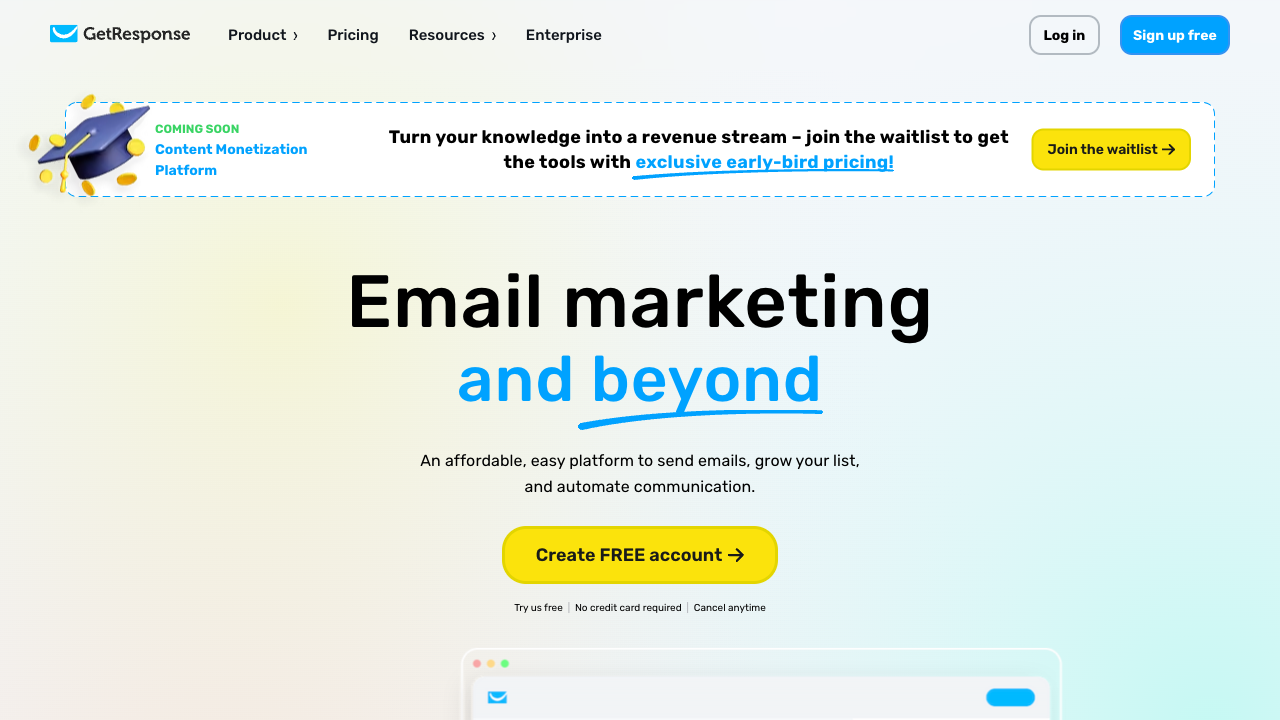 GetResponse
Product ›
Pricing
Resources ›
Enterprise
Log in
Sign up free
COMING SOON
Content Monetization
Platform
Turn your knowledge into a revenue stream – join the waitlist to get
the tools with exclusive early-bird pricing!
Join the waitlist →
Email marketing
and beyond
An affordable, easy platform to send emails, grow your list,
and automate communication.
Create FREE account →
Try us free | No credit card required | Cancel anytime